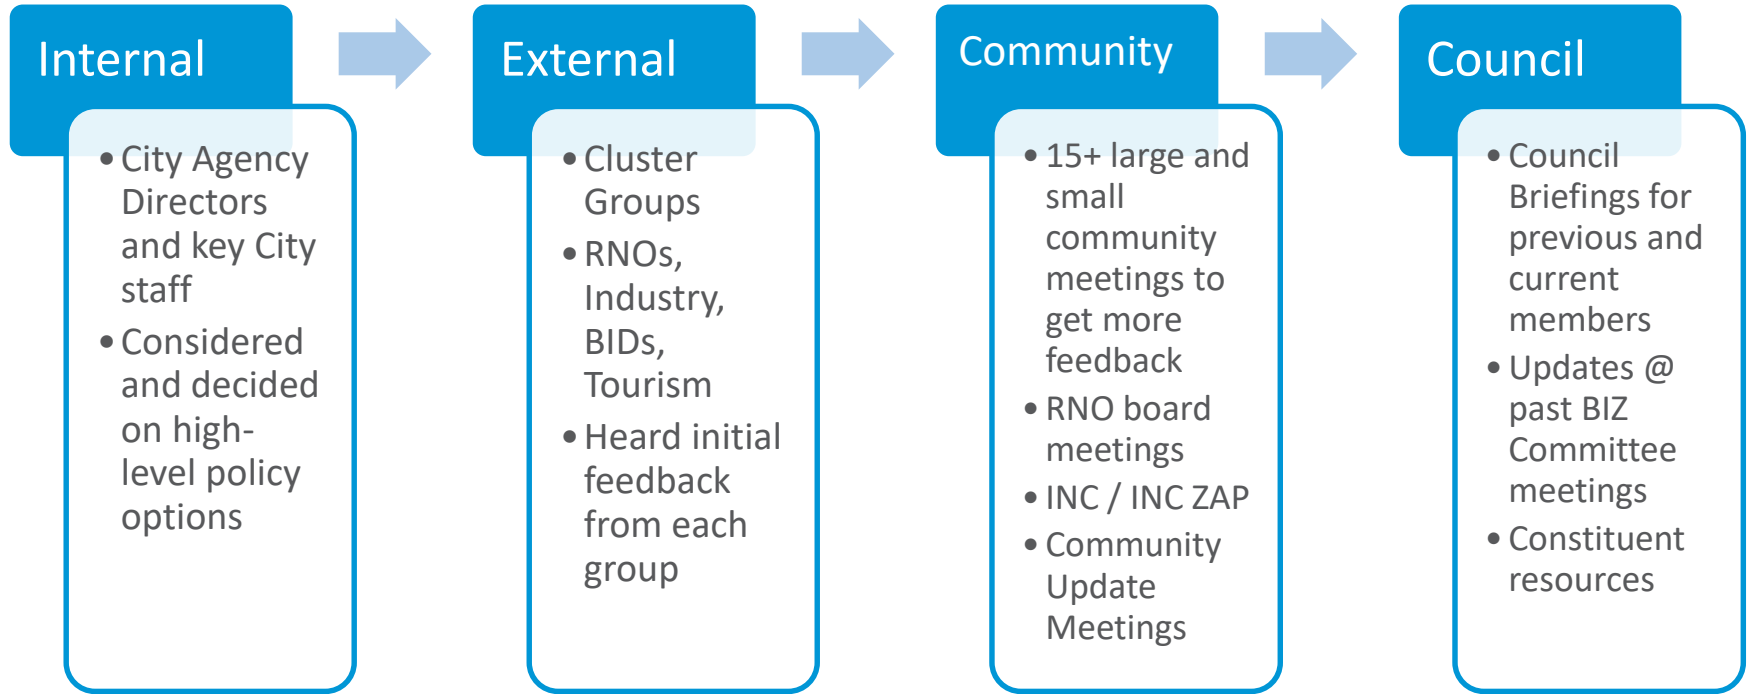 Internal
• City Agency
Directors
and key City
staff
• Considered
and decided
on high-
level policy
options
External
• Cluster
Groups
• RNOs,
Industry,
BIDs,
Tourism
• Heard initial
feedback
from each
group
Community
• 15+ large and
small
community
meetings to
get more
feedback
• RNO board
meetings
• INC / INC ZAP
• Community
Update
Meetings
Council
• Council
Briefings for
previous and
current
members
• Updates @
past BIZ
Committee
meetings
• Constituent
resources